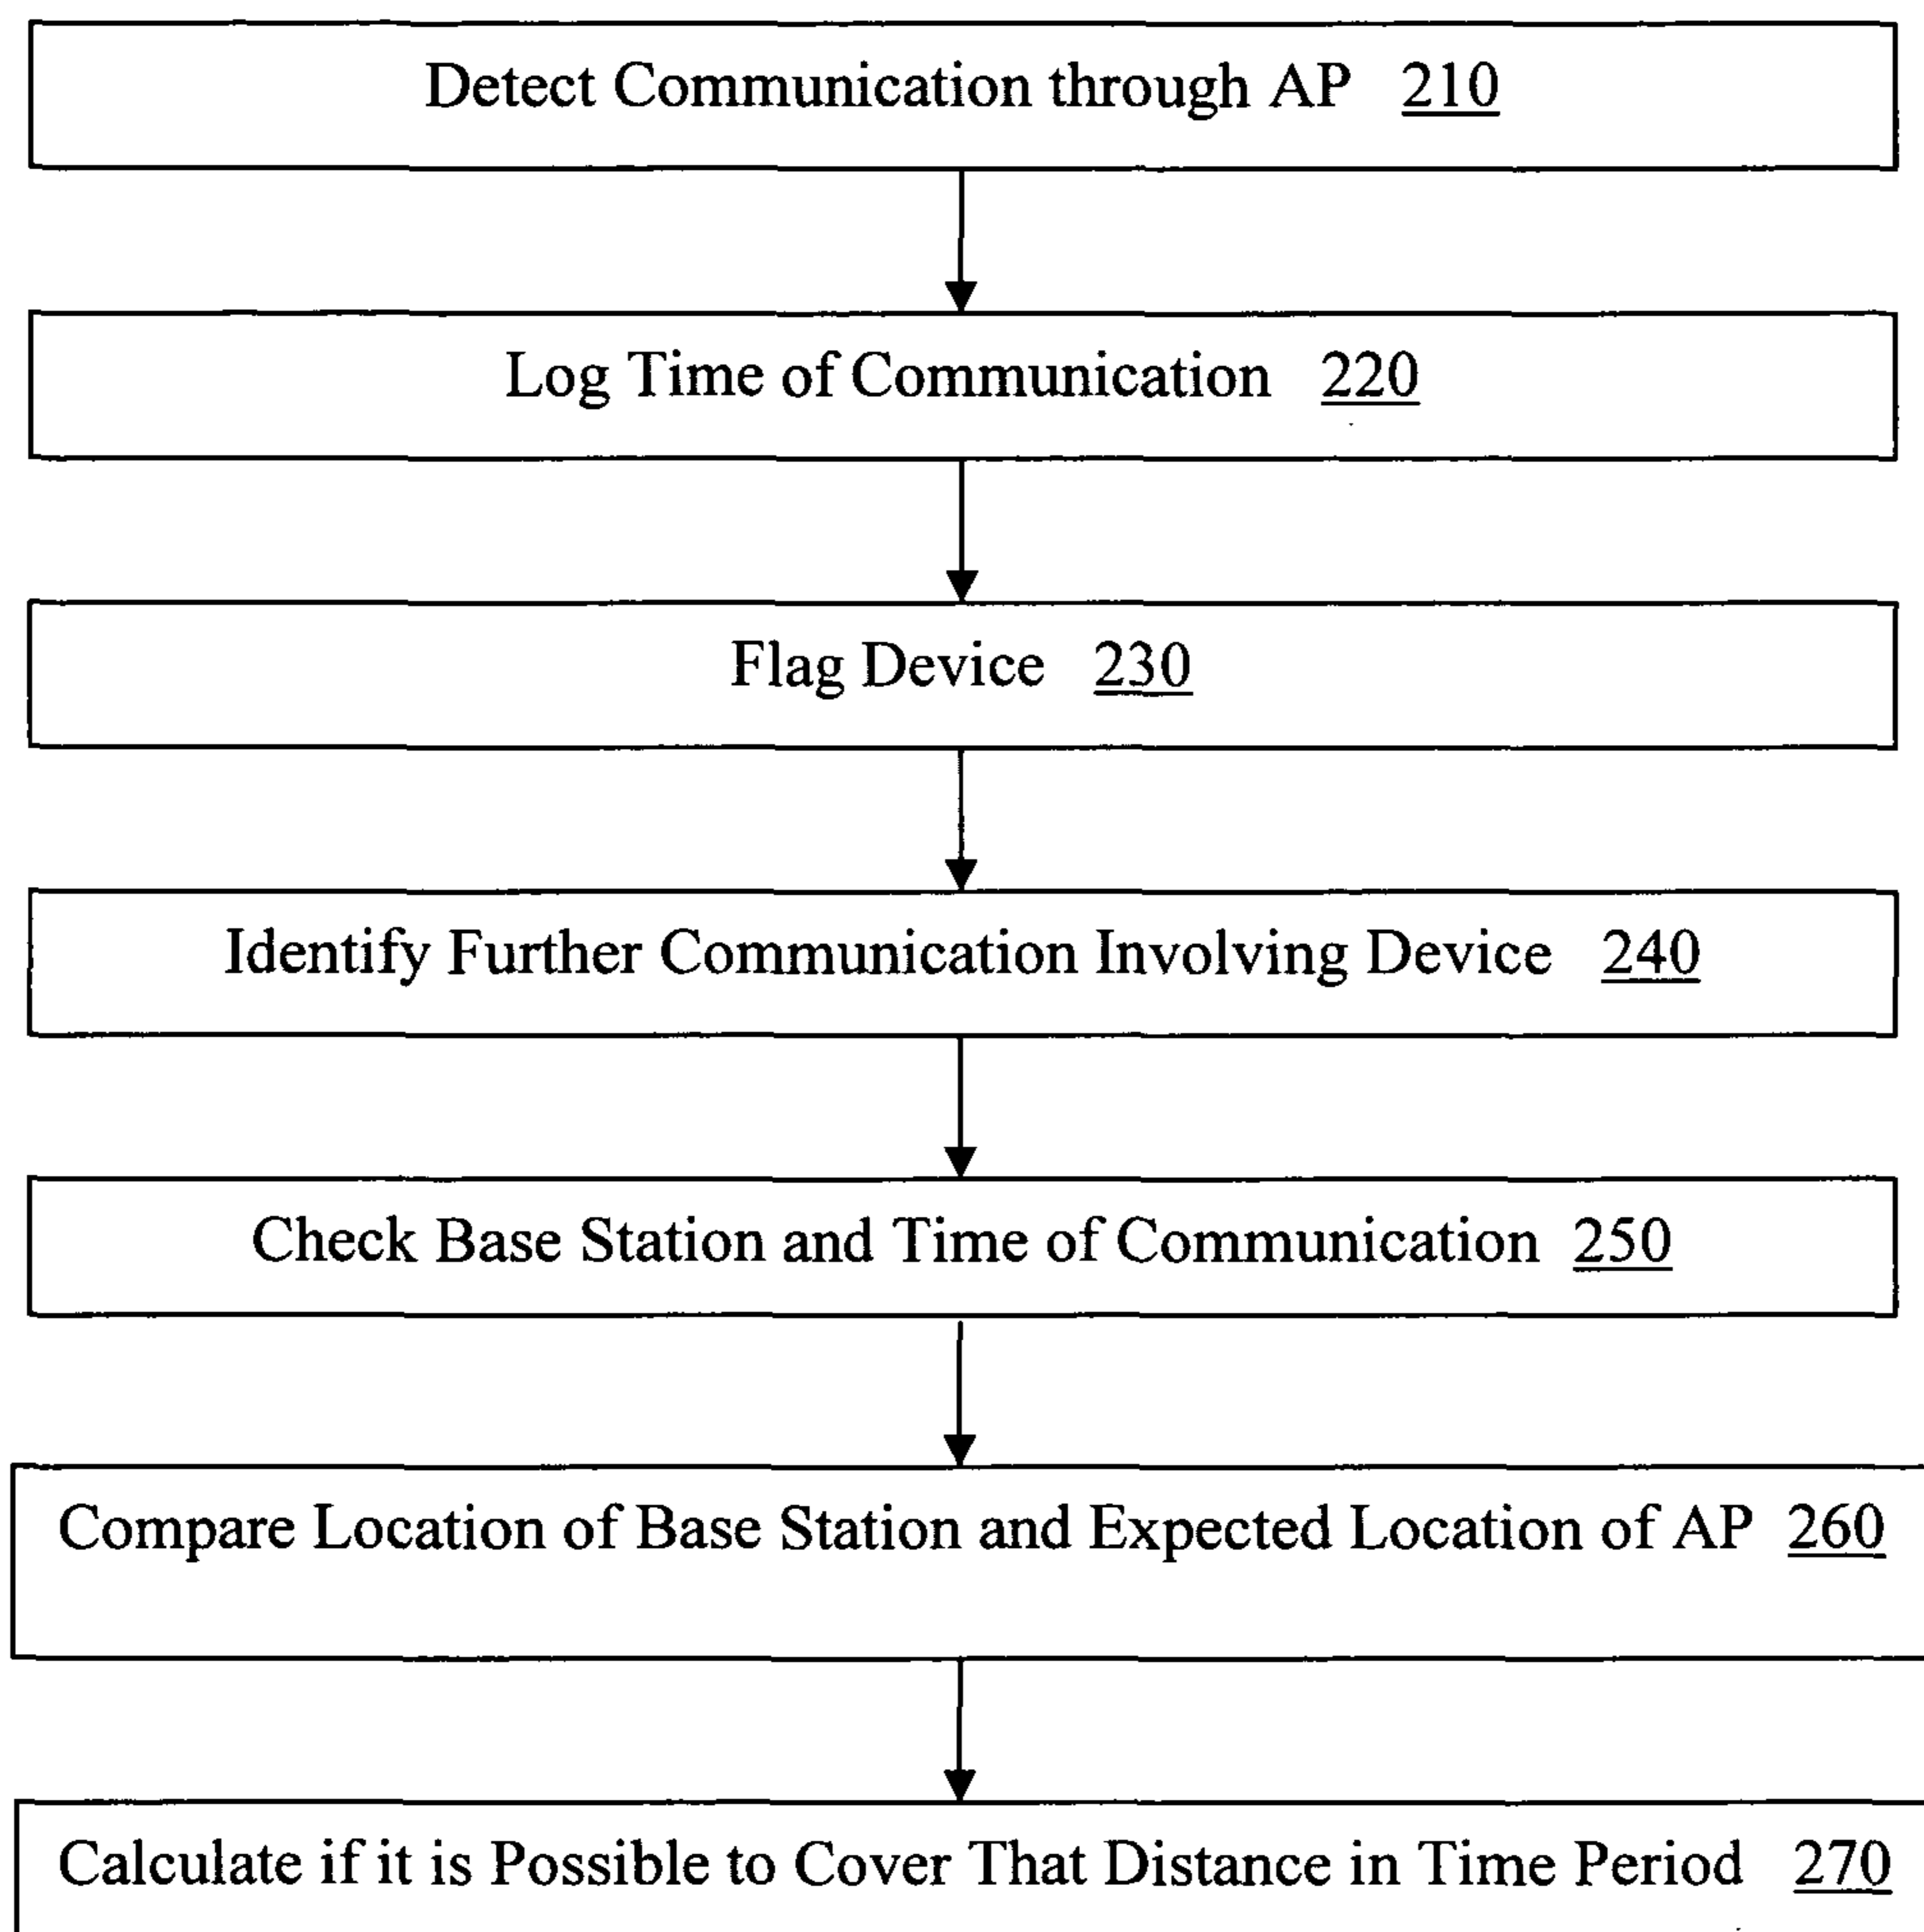 Detect Communication through AP 210
Log Time of Communication 220
Flag Device 230
Identify Further Communication Involving Device 240
Check Base Station and Time of Communication 250
Compare Location of Base Station and Expected Location of AP 260
Calculate if it is Possible to Cover That Distance in Time Period 270